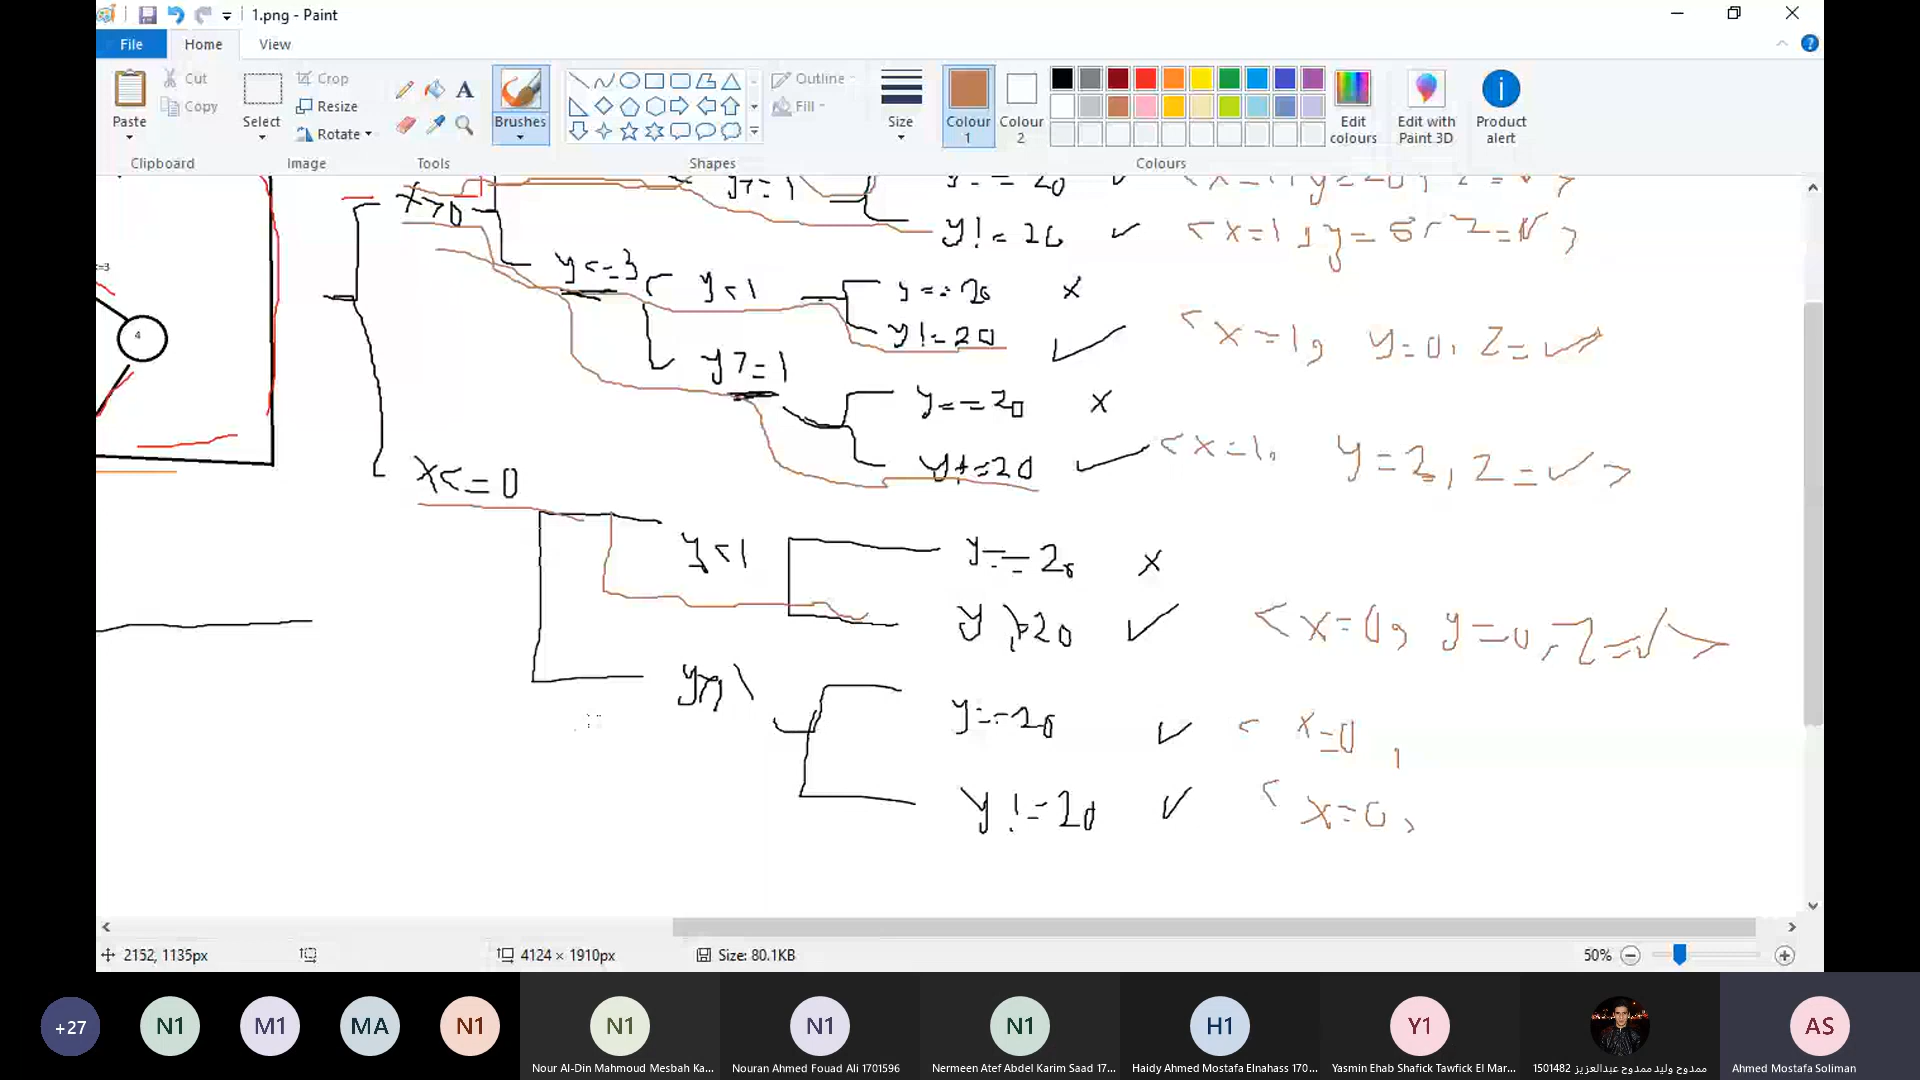 1.png - Paint
File Home View
Paste Cut Copy
Clipboard
Select Crop Resize Rotate
Image
Tools
Brushes
Shapes
Outline Fill
Size
Colour 1
Colour 2
Colours
Edit colours
Edit with Paint 3D
Product alert
y>=1
x>0
y!=20 ✓ <x=1, y=
=3
y<=3
y<1
y==20 x
4
y!=20 ✓ <x=1, y=0, Z=✓>
y>=1
y==20 x
y!=20 ✓ <x=1, y=2, Z=✓>
x<=0
y<1
y==20 x
20 ✓ <x=0, y=0, Z=✓>
y==20 ✓ < x=0 ,
y!=20 ✓ < x=0 ,
2152, 1135px 4124 × 1910px Size: 80.1KB 50%
+27 N1 M1 MA N1 N1 N1 N1 H1 Y1 AS
Nour Al-Din Mahmoud Mesbah Ka... Nouran Ahmed Fouad Ali 1701596 Nermeen Atef Abdel Karim Saad 17... Haidy Ahmed Mostafa Elnahass 170... Yasmin Ehab Shafick Tawfick El Mar... ممدوح وليد ممدوح عبدالعزيز 1501482 Ahmed Mostafa Soliman